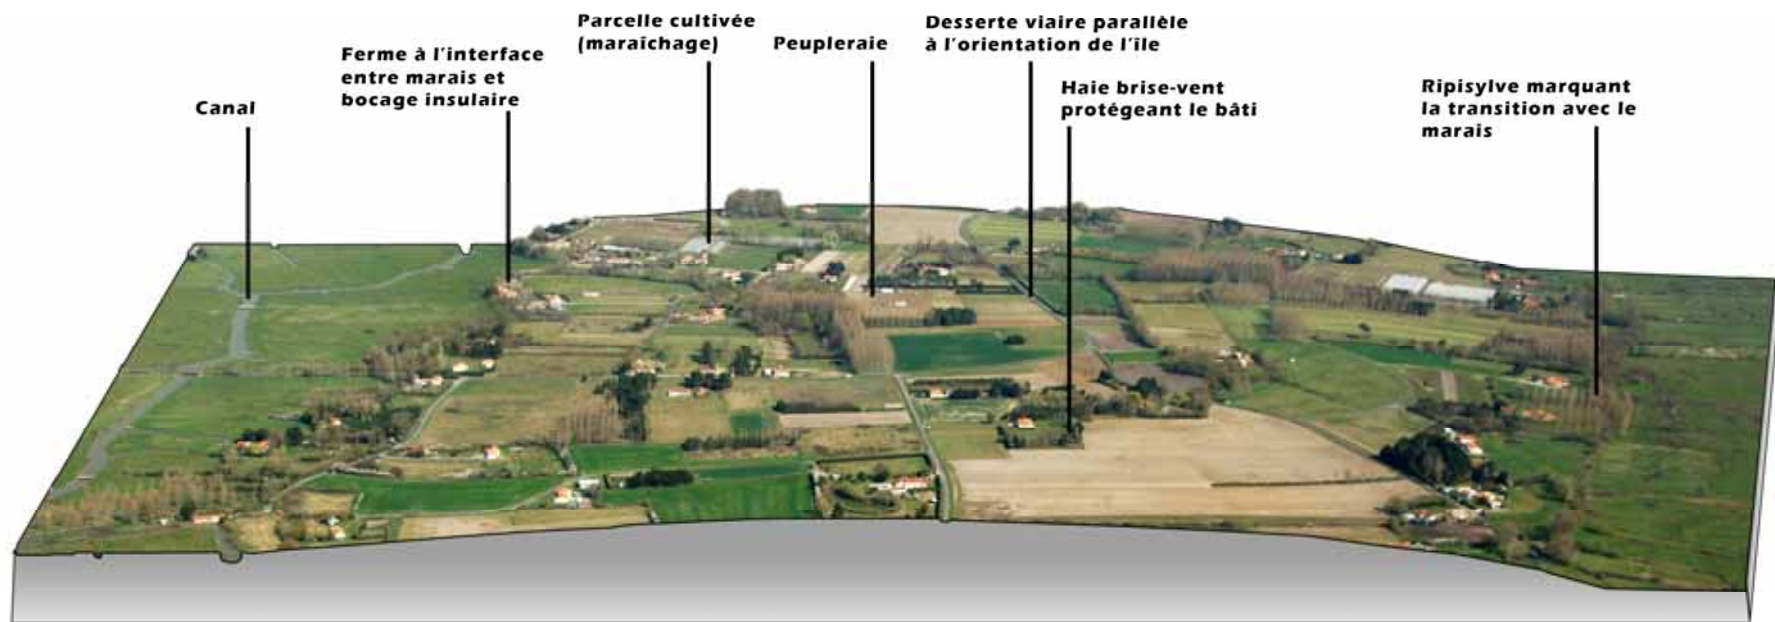 Canal
Ferme à l'interface
entre marais et
bocage insulaire
Parcelle cultivée
(maraîchage)
Peupleraie
Desserte viaire parallèle
à l'orientation de l'île
Haie brise-vent
protégeant le bâti
Ripisylve marquant
la transition avec le
marais